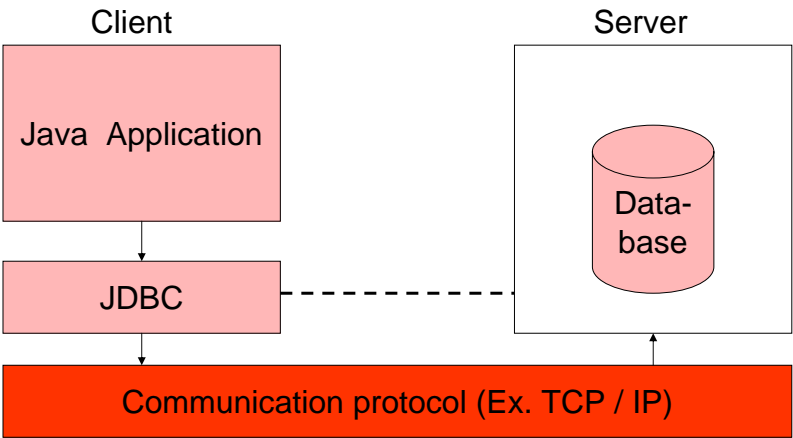 Client
Server
Java Application
Data-
base
JDBC
Communication protocol (Ex. TCP / IP)